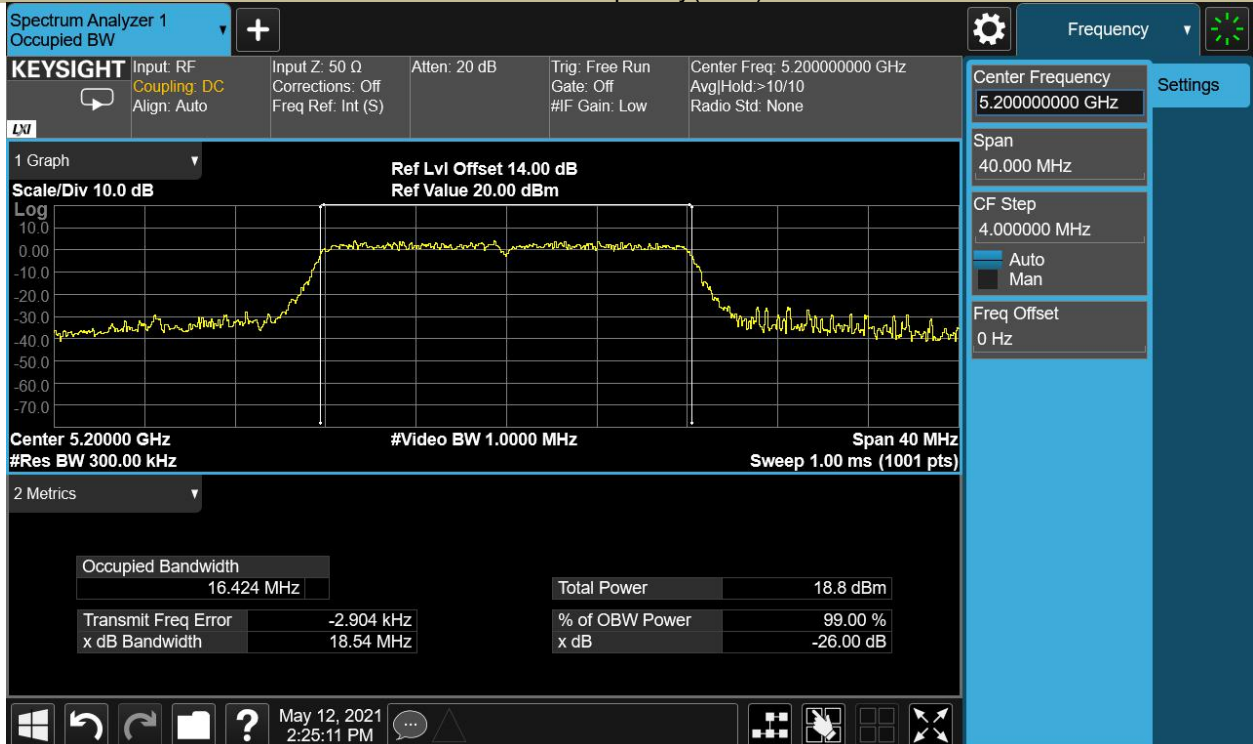 Spectrum Analyzer 1
Occupied BW
+
Frequency
KEYSIGHT
Input: RF
Coupling: DC
Align: Auto
LXI
Input Z: 50 Ω
Corrections: Off
Freq Ref: Int (S)
Atten: 20 dB
Trig: Free Run
Gate: Off
#IF Gain: Low
Center Freq: 5.200000000 GHz
Avg|Hold:>10/10
Radio Std: None
Center Frequency
5.200000000 GHz
Settings
Span
40.000 MHz
CF Step
4.000000 MHz
Auto
Man
Freq Offset
0 Hz
1 Graph
Scale/Div 10.0 dB
Ref Lvl Offset 14.00 dB
Ref Value 20.00 dBm
Log
10.0
0.00
-10.0
-20.0
-30.0
-40.0
-50.0
-60.0
-70.0
Center 5.20000 GHz
#Video BW 1.0000 MHz
Span 40 MHz
#Res BW 300.00 kHz
Sweep 1.00 ms (1001 pts)
2 Metrics
Occupied Bandwidth
16.424 MHz
Total Power 18.8 dBm
Transmit Freq Error -2.904 kHz
% of OBW Power 99.00 %
x dB Bandwidth 18.54 MHz
x dB -26.00 dB
?
May 12, 2021
2:25:11 PM